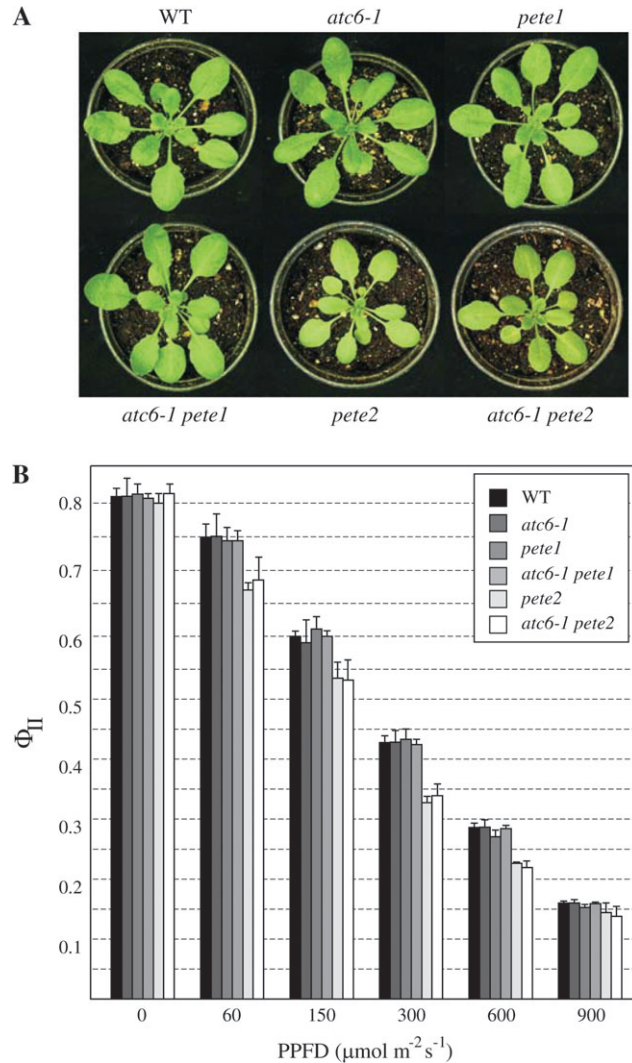 A
WT atc6-1 pete1
atc6-1 pete1 pete2 atc6-1 pete2
B
WT
atc6-1
pete1
atc6-1 pete1
pete2
atc6-1 pete2
0.8
0.7
0.6
0.5
0.4
0.3
0.2
0.1
ΦII
0 60 150 300 600 900
PPFD (μmol m⁻² s⁻¹)